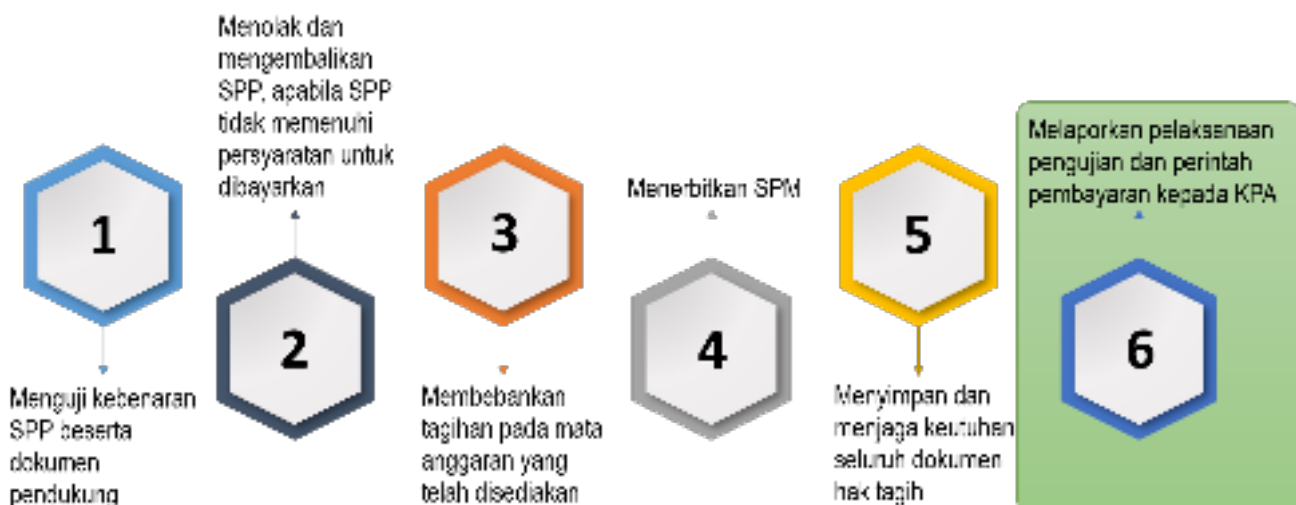 1
Menguji kebenaran
SPP beserta
dokumen
pendukung
Menolak dan
mengembalikan
SPP, apabila SPP
tidak memenuhi
persyaratan untuk
dibayarkan
2
3
Membebankan
tagihan pada mata
anggaran yang
telah disediakan
Menerbitkan SPM
4
5
Menyimpan dan
menjaga keutuhan
seluruh dokumen
hak tagih
Melaporkan pelaksanaan
pengujian dan perintah
pembayaran kepada KPA
6